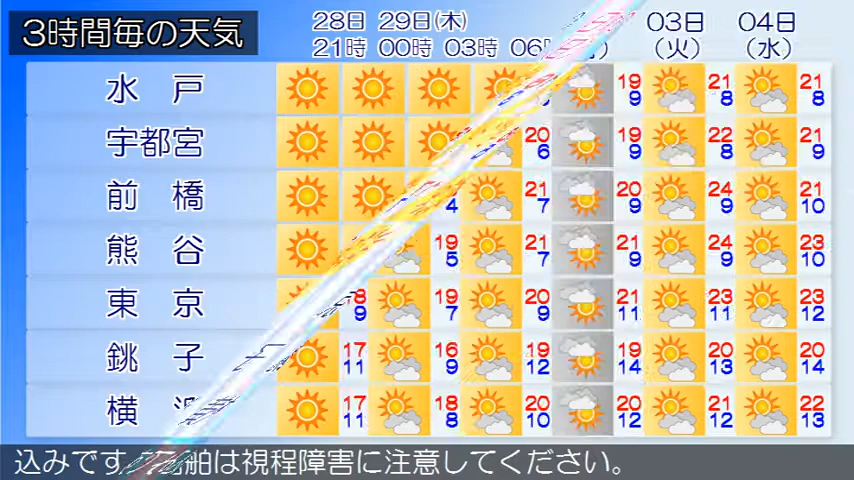 3時間毎の天気
28日 29日(木) 03日 04日
21時 00時 03時 06 (火) (水)
水戸 19 9 21 8 21 8
宇都宮 20 6 19 9 22 8 21 9
前橋 4 21 7 20 9 24 9 21 10
熊谷 19 5 21 7 21 9 24 9 23 10
東京 9 19 7 20 9 21 11 23 11 23 12
銚子 17 11 16 9 19 12 19 14 20 13 20 14
横 17 11 18 8 20 10 20 12 21 12 22 13
込みです 舶は視程障害に注意してください。